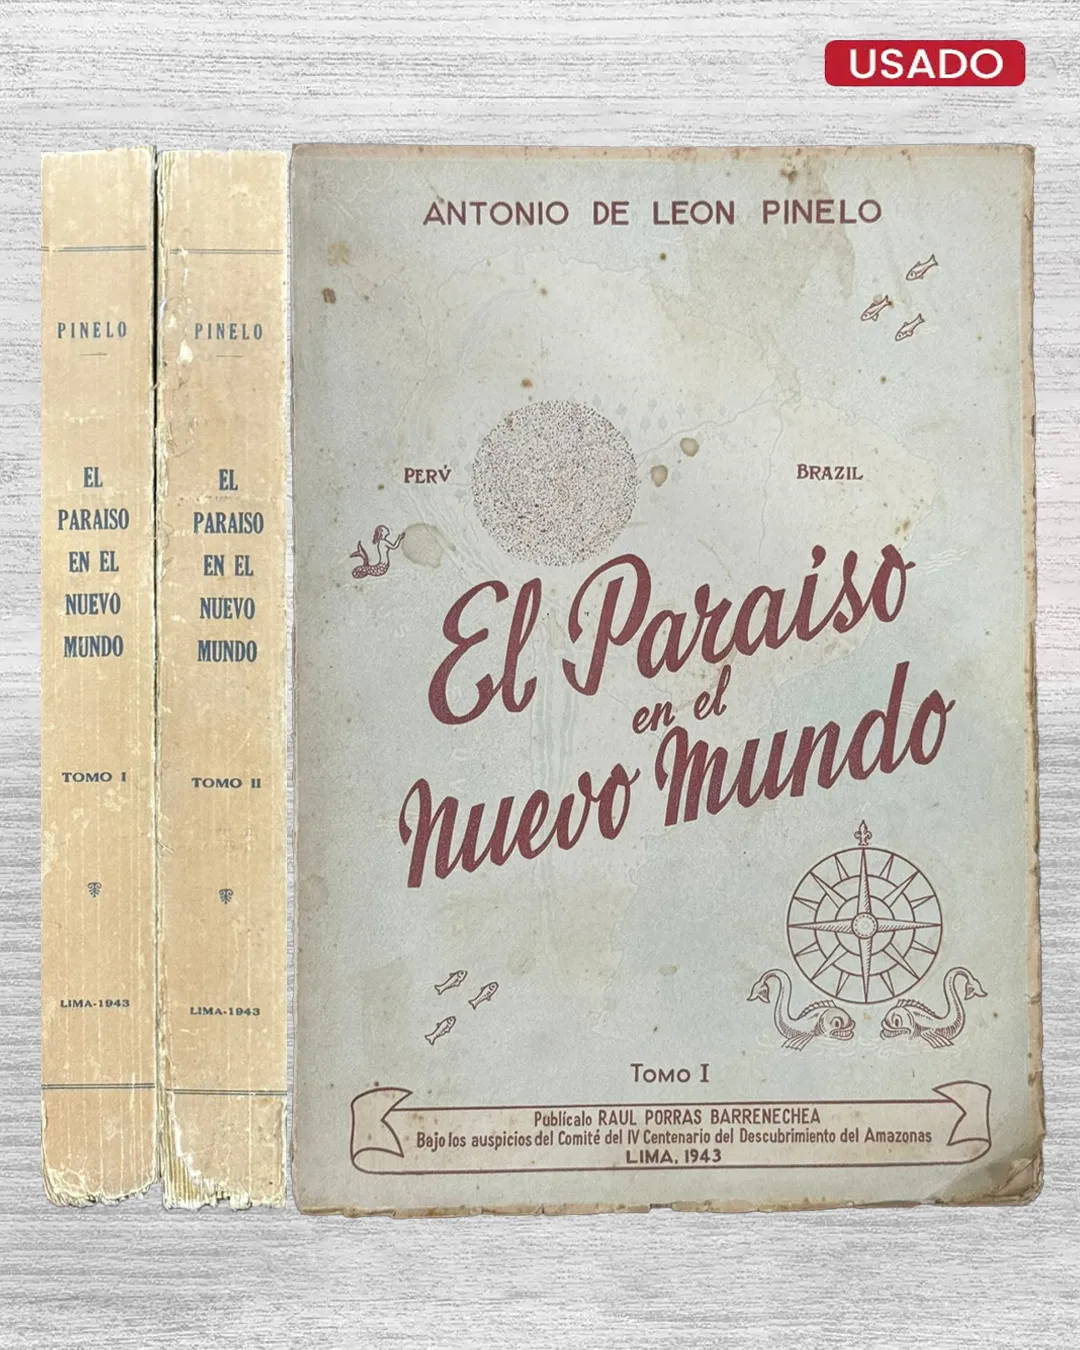 USADO
PINELO
EL
PARAISO
EN EL
NUEVO
MUNDO
TOMO I
LIMA-1943
PINELO
EL
PARAISO
EN EL
NUEVO
MUNDO
TOMO II
LIMA-1943
ANTONIO DE LEON PINELO
PERÚ
BRAZIL
El Paraiso
en el
Nuevo Mundo
TOMO I
Publícalo RAUL PORRAS BARRENECHEA
Bajo los auspicios del Comité del IV Centenario del Descubrimiento del Amazonas
LIMA, 1943